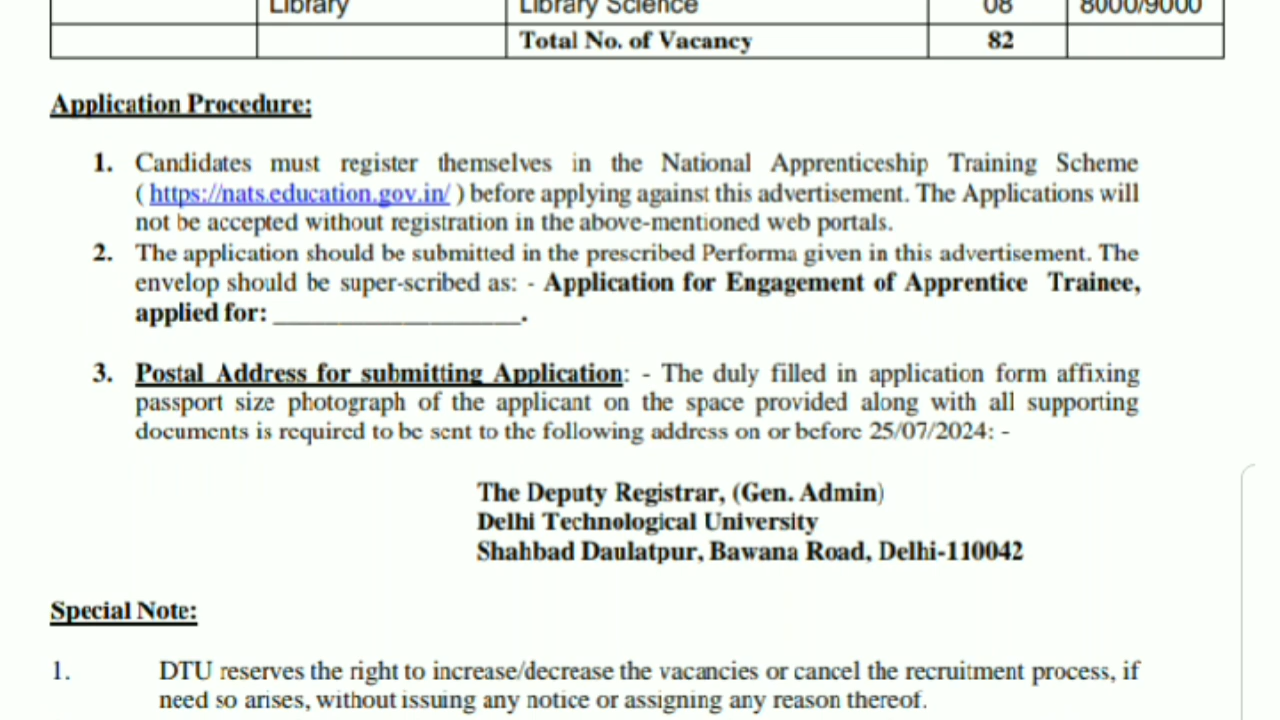 Library Library Science 08 8000/9000
Total No. of Vacancy 82
Application Procedure:
1. Candidates must register themselves in the National Apprenticeship Training Scheme
( https://nats.education.gov.in/ ) before applying against this advertisement. The Applications will
not be accepted without registration in the above-mentioned web portals.
2. The application should be submitted in the prescribed Performa given in this advertisement. The
envelop should be super-scribed as: - Application for Engagement of Apprentice Trainee,
applied for: ___________________.
3. Postal Address for submitting Application: - The duly filled in application form affixing
passport size photograph of the applicant on the space provided along with all supporting
documents is required to be sent to the following address on or before 25/07/2024: -
The Deputy Registrar, (Gen. Admin)
Delhi Technological University
Shahbad Daulatpur, Bawana Road, Delhi-110042
Special Note:
1. DTU reserves the right to increase/decrease the vacancies or cancel the recruitment process, if
need so arises, without issuing any notice or assigning any reason thereof.